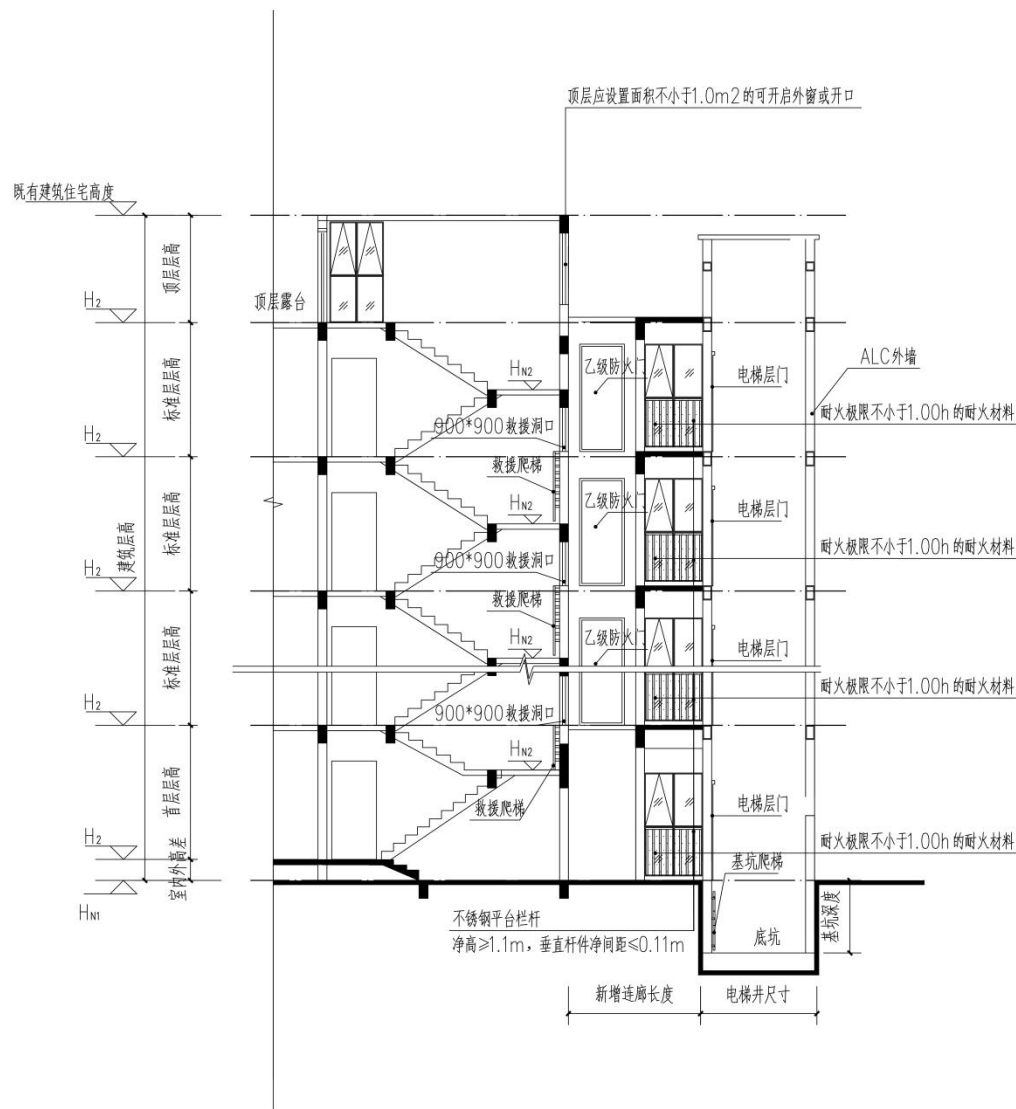 顶层应设置面积不小于1.0m2的可开启外窗或开口
既有建筑住宅高度
顶层层高
H2
顶层露台
ALC外墙
乙级防火门
电梯层门
HN2
标准层层高
耐火极限不小于1.00h的耐火材料
900*900救援洞口
H2
救援爬梯
乙级防火门
电梯层门
HN2
标准层层高
建筑层高
耐火极限不小于1.00h的耐火材料
900*900救援洞口
H2
救援爬梯
HN2
乙级防火门
电梯层门
标准层层高
耐火极限不小于1.00h的耐火材料
H2
900*900救援洞口
HN2
首层层高
电梯层门
救援爬梯
H2
耐火极限不小于1.00h的耐火材料
室内外高差
基坑爬梯
HN1
不锈钢平台栏杆
净高≥1.1m，垂直杆件净间距≤0.11m
底坑
基坑深度
新增连廊长度
电梯井尺寸